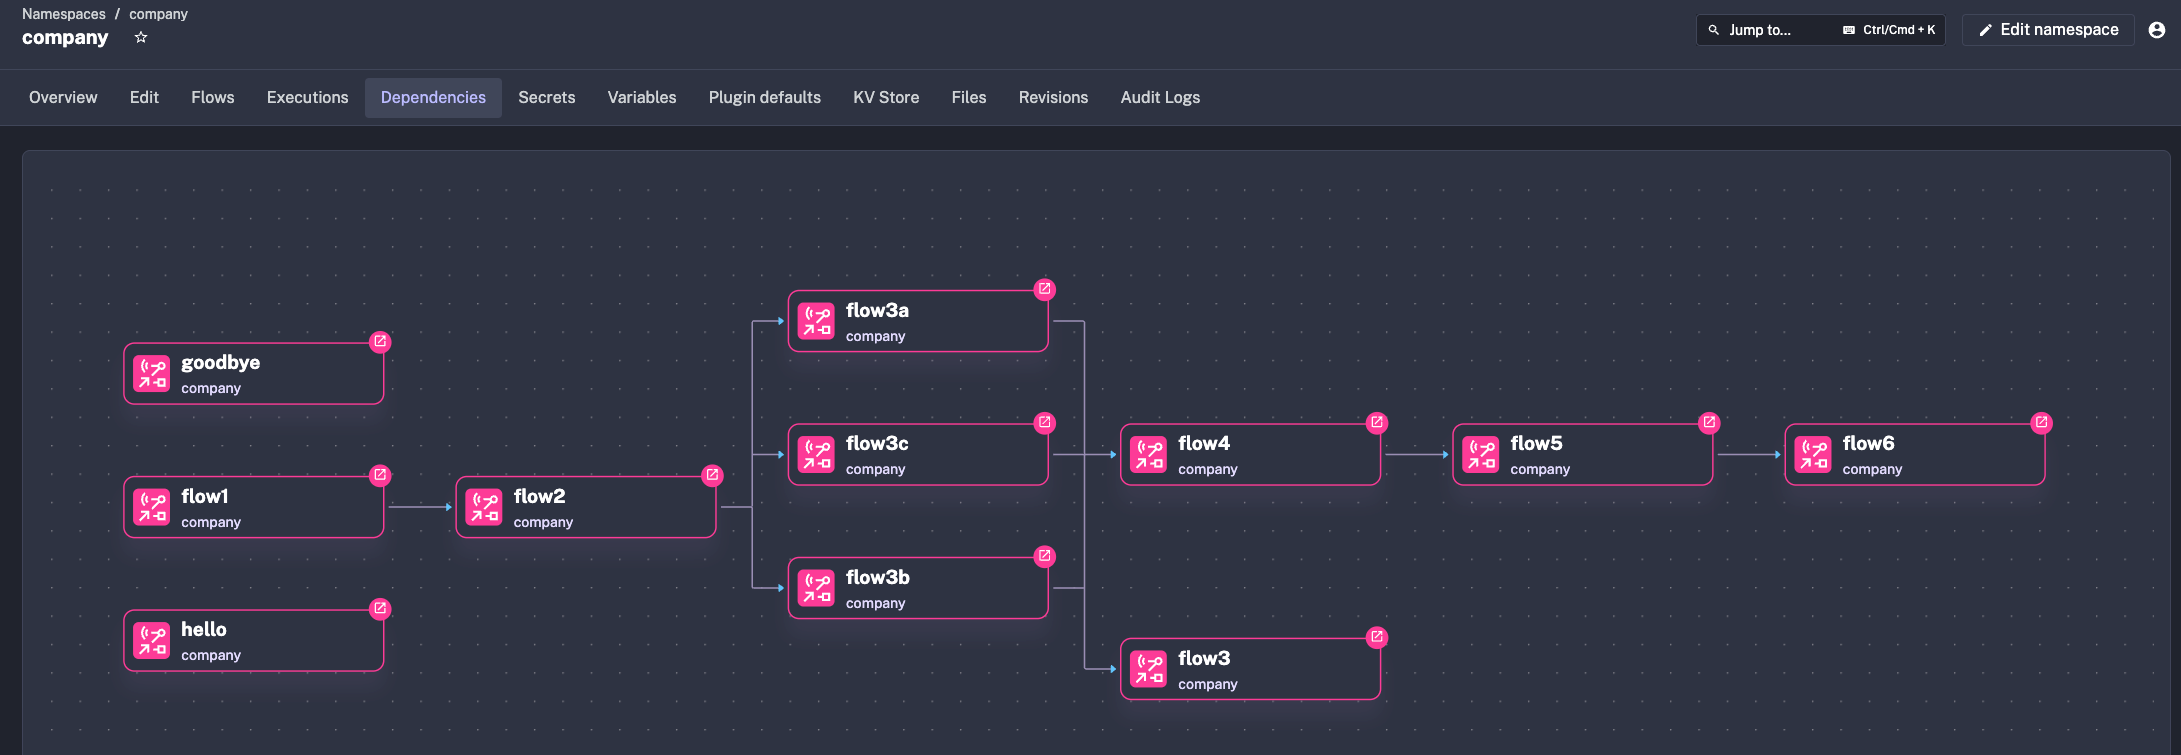 Namespaces / company
company
Jump to...
Ctrl/Cmd + K
Edit namespace
Overview
Edit
Flows
Executions
Dependencies
Secrets
Variables
Plugin defaults
KV Store
Files
Revisions
Audit Logs
flow3a
company
goodbye
company
flow3c
company
flow4
company
flow5
company
flow6
company
flow1
company
flow2
company
flow3b
company
hello
company
flow3
company